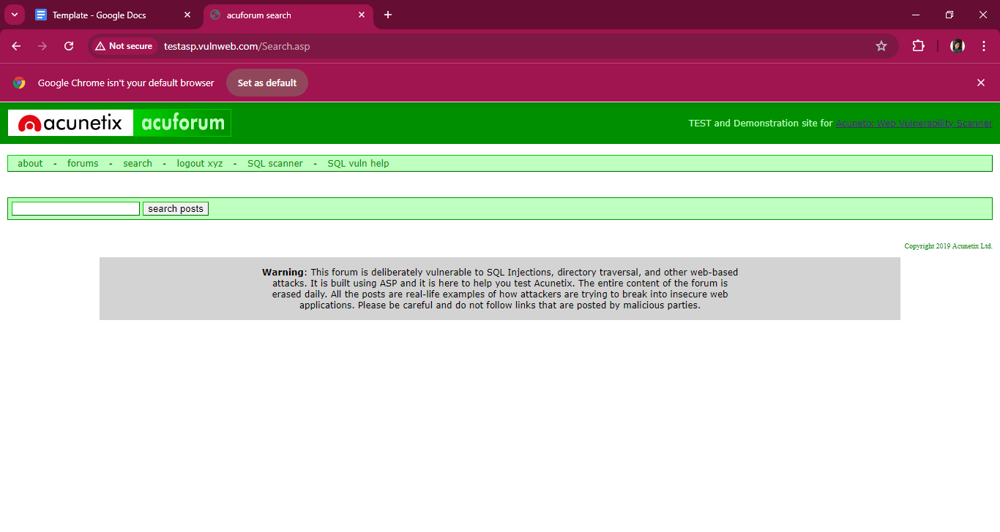 Template - Google Docs
acuforum search
Not secure
testasp.vulnweb.com/Search.asp
Google Chrome isn't your default browser
Set as default
acunetix acuforum
TEST and Demonstration site for Acunetix Web Vulnerability Scanner
about - forums - search - logout xyz - SQL scanner - SQL vuln help
search posts
Copyright 2019 Acunetix Ltd.
Warning: This forum is deliberately vulnerable to SQL Injections, directory traversal, and other web-based
attacks. It is built using ASP and it is here to help you test Acunetix. The entire content of the forum is
erased daily. All the posts are real-life examples of how attackers are trying to break into insecure web
applications. Please be careful and do not follow links that are posted by malicious parties.